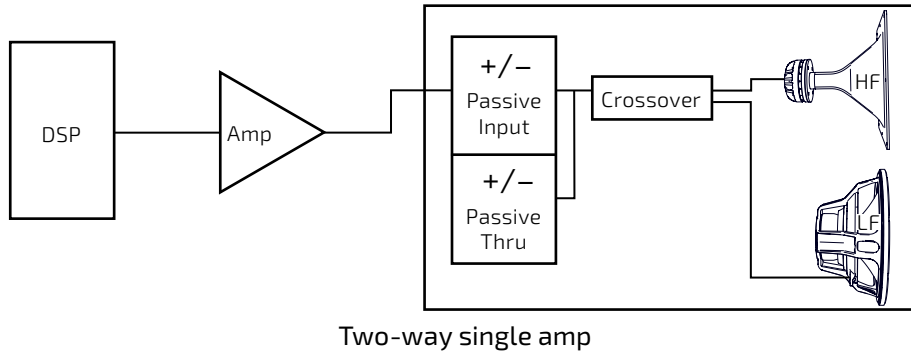 DSP
Amp
+/–
Passive
Input
+/–
Passive
Thru
Crossover
HF
LF
Two-way single amp